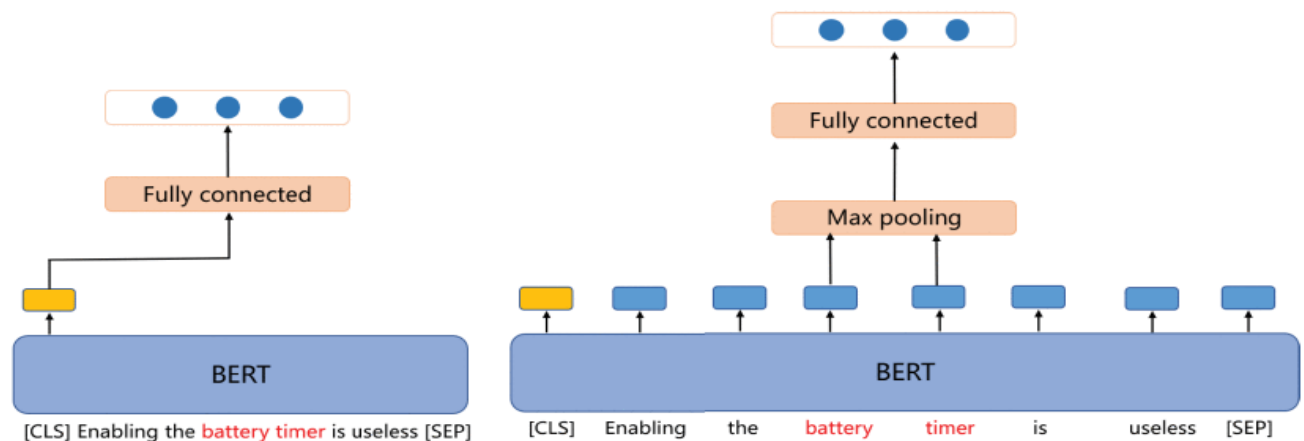 Fully connected
BERT
[CLS] Enabling the battery timer is useless [SEP]
Fully connected
Max pooling
BERT
[CLS] Enabling the battery timer is useless [SEP]